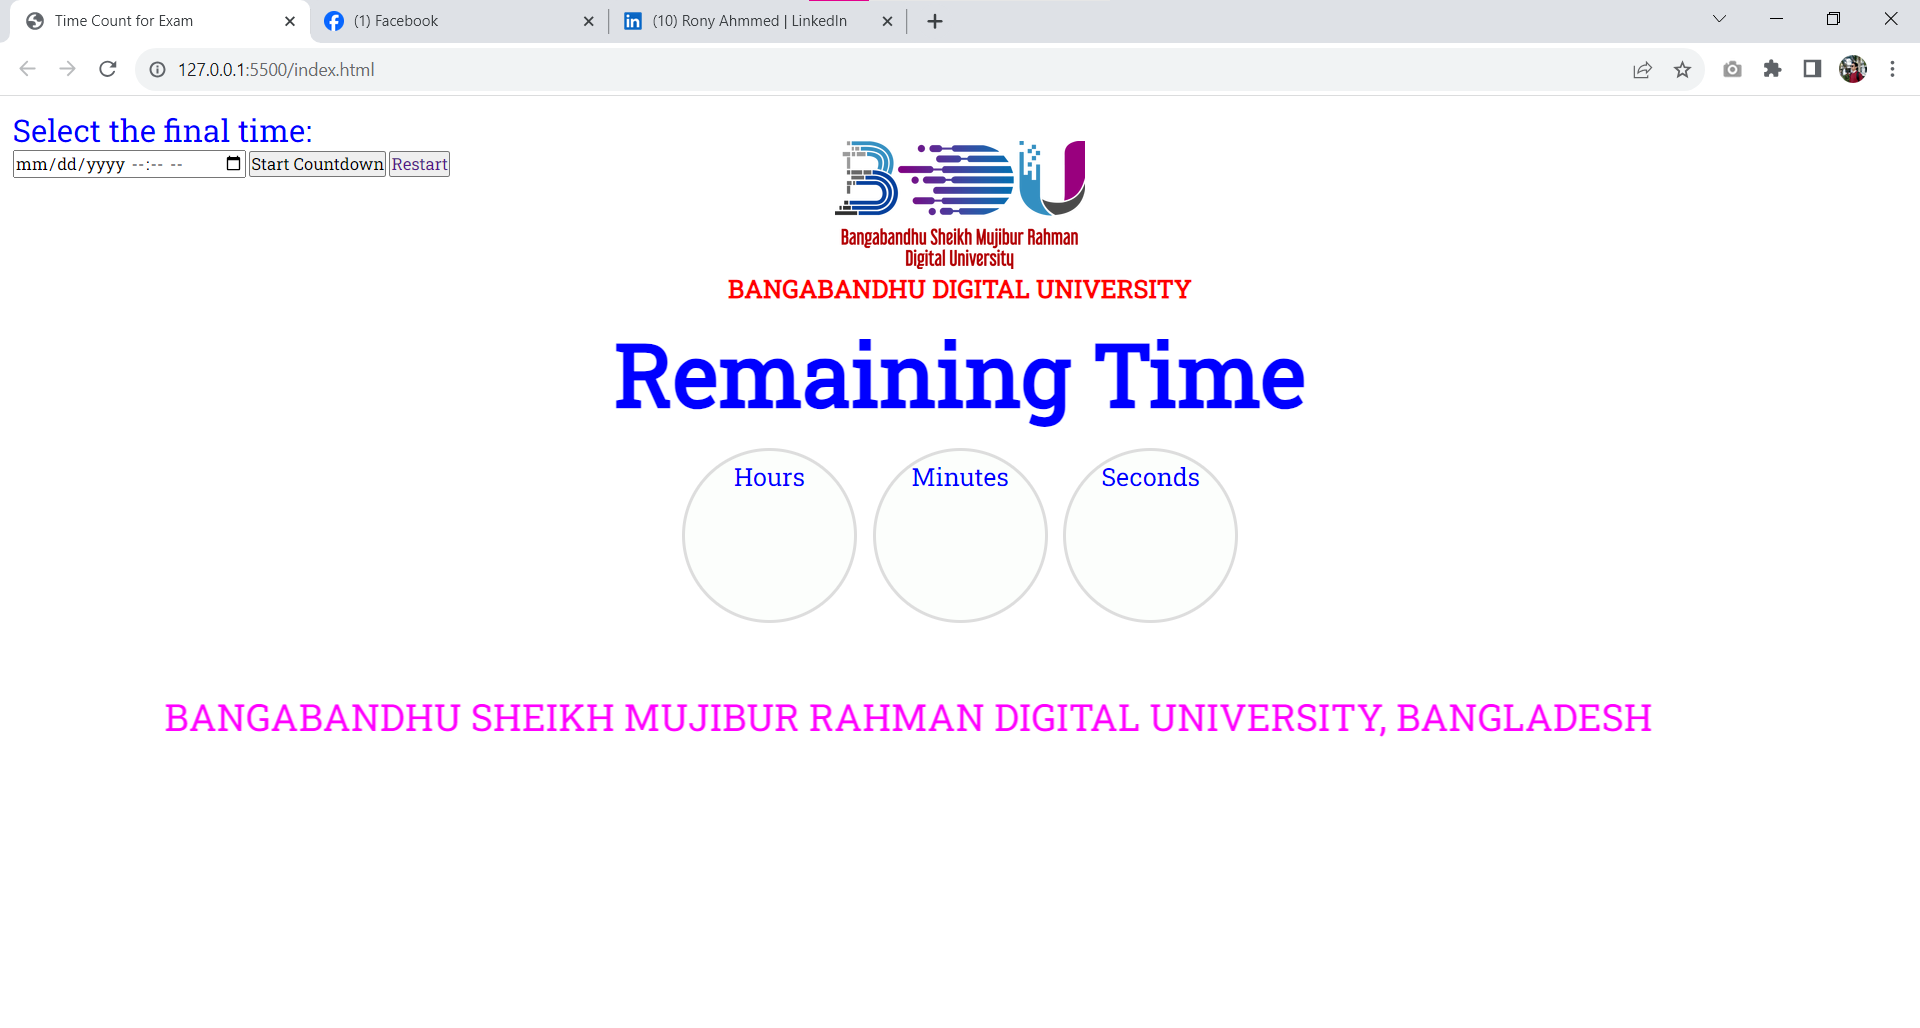 Time Count for Exam
(1) Facebook
(10) Rony Ahmmed | LinkedIn
127.0.0.1:5500/index.html
Select the final time:
mm/dd/yyyy --:-- --
Start Countdown
Restart
BDU
Bangabandhu Sheikh Mujibur Rahman
Digital University
BANGABANDHU DIGITAL UNIVERSITY
Remaining Time
Hours
Minutes
Seconds
BANGABANDHU SHEIKH MUJIBUR RAHMAN DIGITAL UNIVERSITY, BANGLADESH